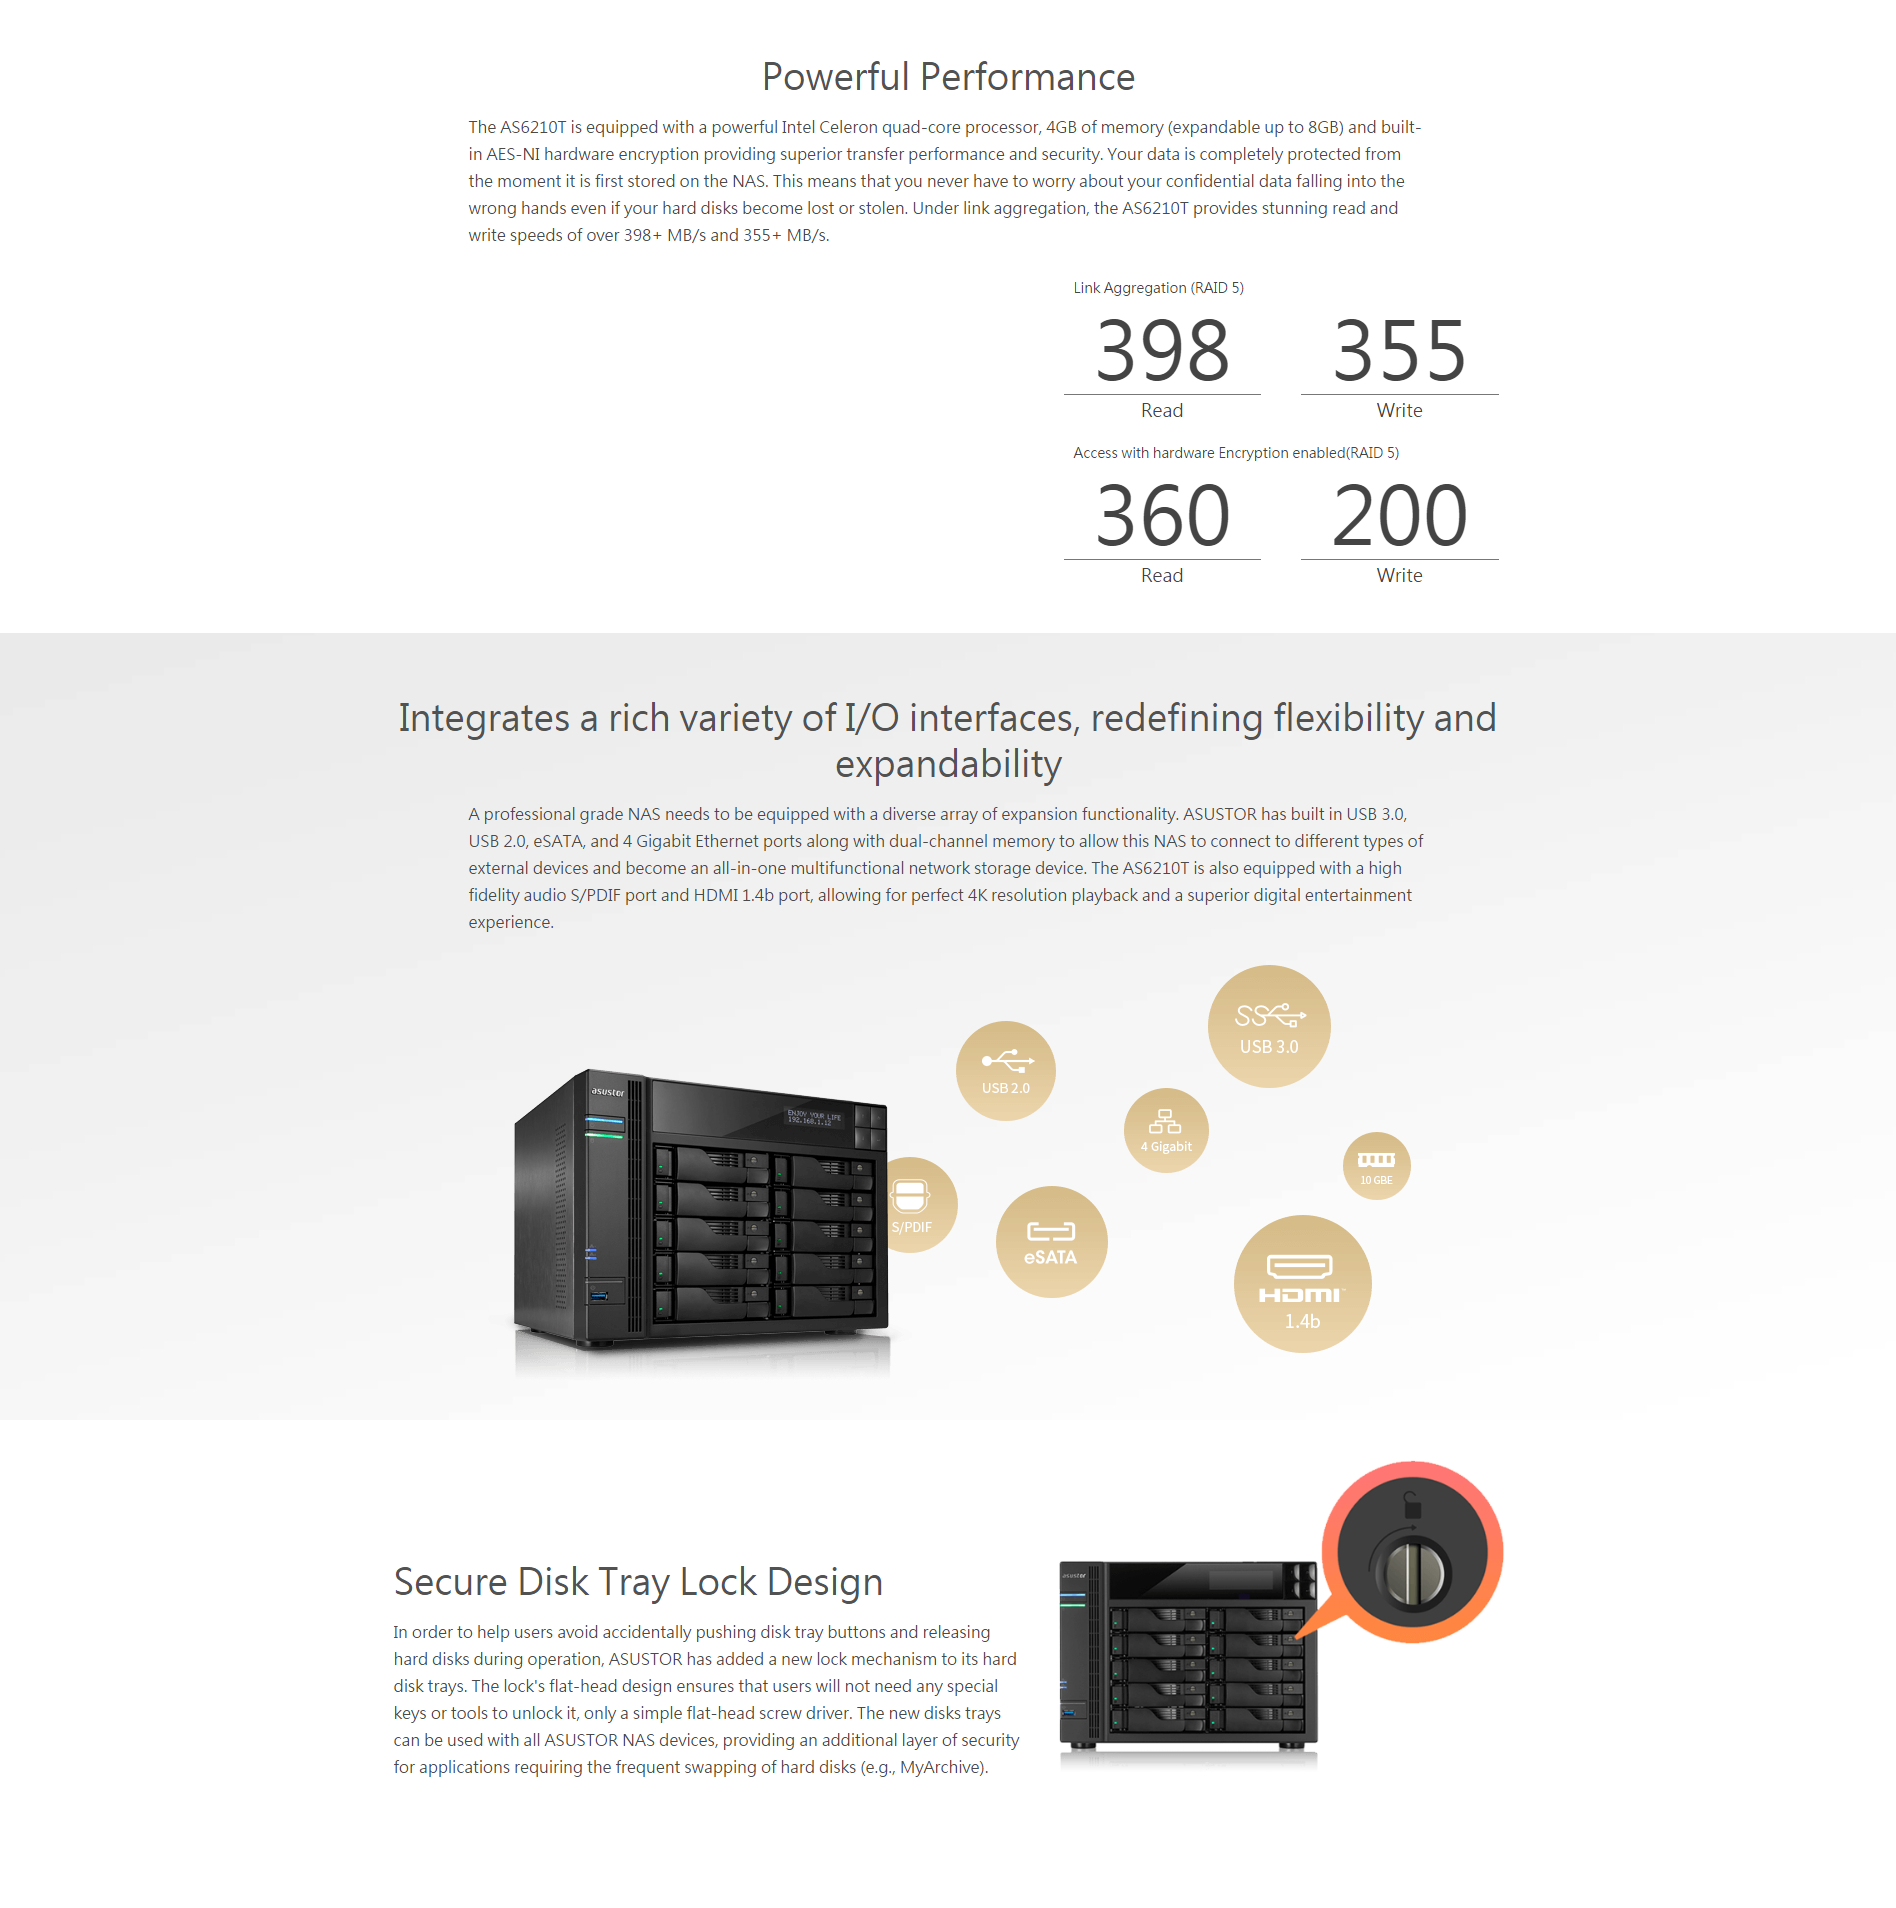 Powerful Performance
The AS6210T is equipped with a powerful Intel Celeron quad-core processor, 4GB of memory (expandable up to 8GB) and built-
in AES-NI hardware encryption providing superior transfer performance and security. Your data is completely protected from
the moment it is first stored on the NAS. This means that you never have to worry about your confidential data falling into the
wrong hands even if your hard disks become lost or stolen. Under link aggregation, the AS6210T provides stunning read and
write speeds of over 398+ MB/s and 355+ MB/s.
Link Aggregation (RAID 5)
398 355
Read Write
Access with hardware Encryption enabled(RAID 5)
360 200
Read Write
Integrates a rich variety of I/O interfaces, redefining flexibility and
expandability
A professional grade NAS needs to be equipped with a diverse array of expansion functionality. ASUSTOR has built in USB 3.0,
USB 2.0, eSATA, and 4 Gigabit Ethernet ports along with dual-channel memory to allow this NAS to connect to different types of
external devices and become an all-in-one multifunctional network storage device. The AS6210T is also equipped with a high
fidelity audio S/PDIF port and HDMI 1.4b port, allowing for perfect 4K resolution playback and a superior digital entertainment
experience.
SS
USB 3.0
USB 2.0
asustor
ENJOY YOUR LIFE
192.168.1.12
4 Gigabit
10 GBE
S/PDIF
eSATA
HDMI
1.4b
Secure Disk Tray Lock Design
asustor
In order to help users avoid accidentally pushing disk tray buttons and releasing
hard disks during operation, ASUSTOR has added a new lock mechanism to its hard
disk trays. The lock's flat-head design ensures that users will not need any special
keys or tools to unlock it, only a simple flat-head screw driver. The new disks trays
can be used with all ASUSTOR NAS devices, providing an additional layer of security
for applications requiring the frequent swapping of hard disks (e.g., MyArchive).